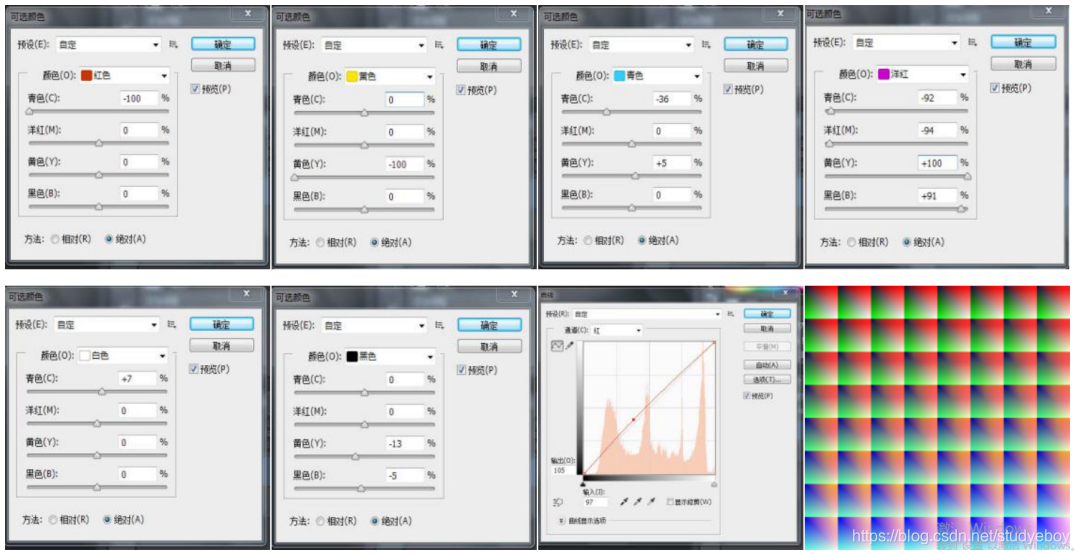 可选颜色
预设(E): 自定
确定
取消
预览(P)
颜色(O): 红色
青色(C): -100 %
洋红(M): 0 %
黄色(Y): 0 %
黑色(B): 0 %
方法: 相对(R) 绝对(A)
可选颜色
预设(E): 自定
确定
取消
预览(P)
颜色(O): 黄色
青色(C): 0 %
洋红(M): 0 %
黄色(Y): -100 %
黑色(B): 0 %
方法: 相对(R) 绝对(A)
可选颜色
预设(E): 自定
确定
取消
预览(P)
颜色(O): 青色
青色(C): -36 %
洋红(M): 0 %
黄色(Y): +5 %
黑色(B): 0 %
方法: 相对(R) 绝对(A)
可选颜色
预设(E): 自定
确定
取消
预览(P)
颜色(O): 洋红
青色(C): -92 %
洋红(M): -94 %
黄色(Y): +100 %
黑色(B): +91 %
方法: 相对(R) 绝对(A)
可选颜色
预设(E): 自定
确定
取消
预览(P)
颜色(O): 白色
青色(C): +7 %
洋红(M): 0 %
黄色(Y): 0 %
黑色(B): 0 %
方法: 相对(R) 绝对(A)
可选颜色
预设(E): 自定
确定
取消
预览(P)
颜色(O): 黑色
青色(C): 0 %
洋红(M): 0 %
黄色(Y): -13 %
黑色(B): -5 %
方法: 相对(R) 绝对(A)
曲线
预设(R): 自定
确定
通道(C): 红
取消
平滑(M)
自动(A)
选项(T)...
预览(P)
输出(O):
105
输入(I):
97
显示修剪(W)
曲线显示选项
激活 Windows
https://blog.csdn.net/studyeboy